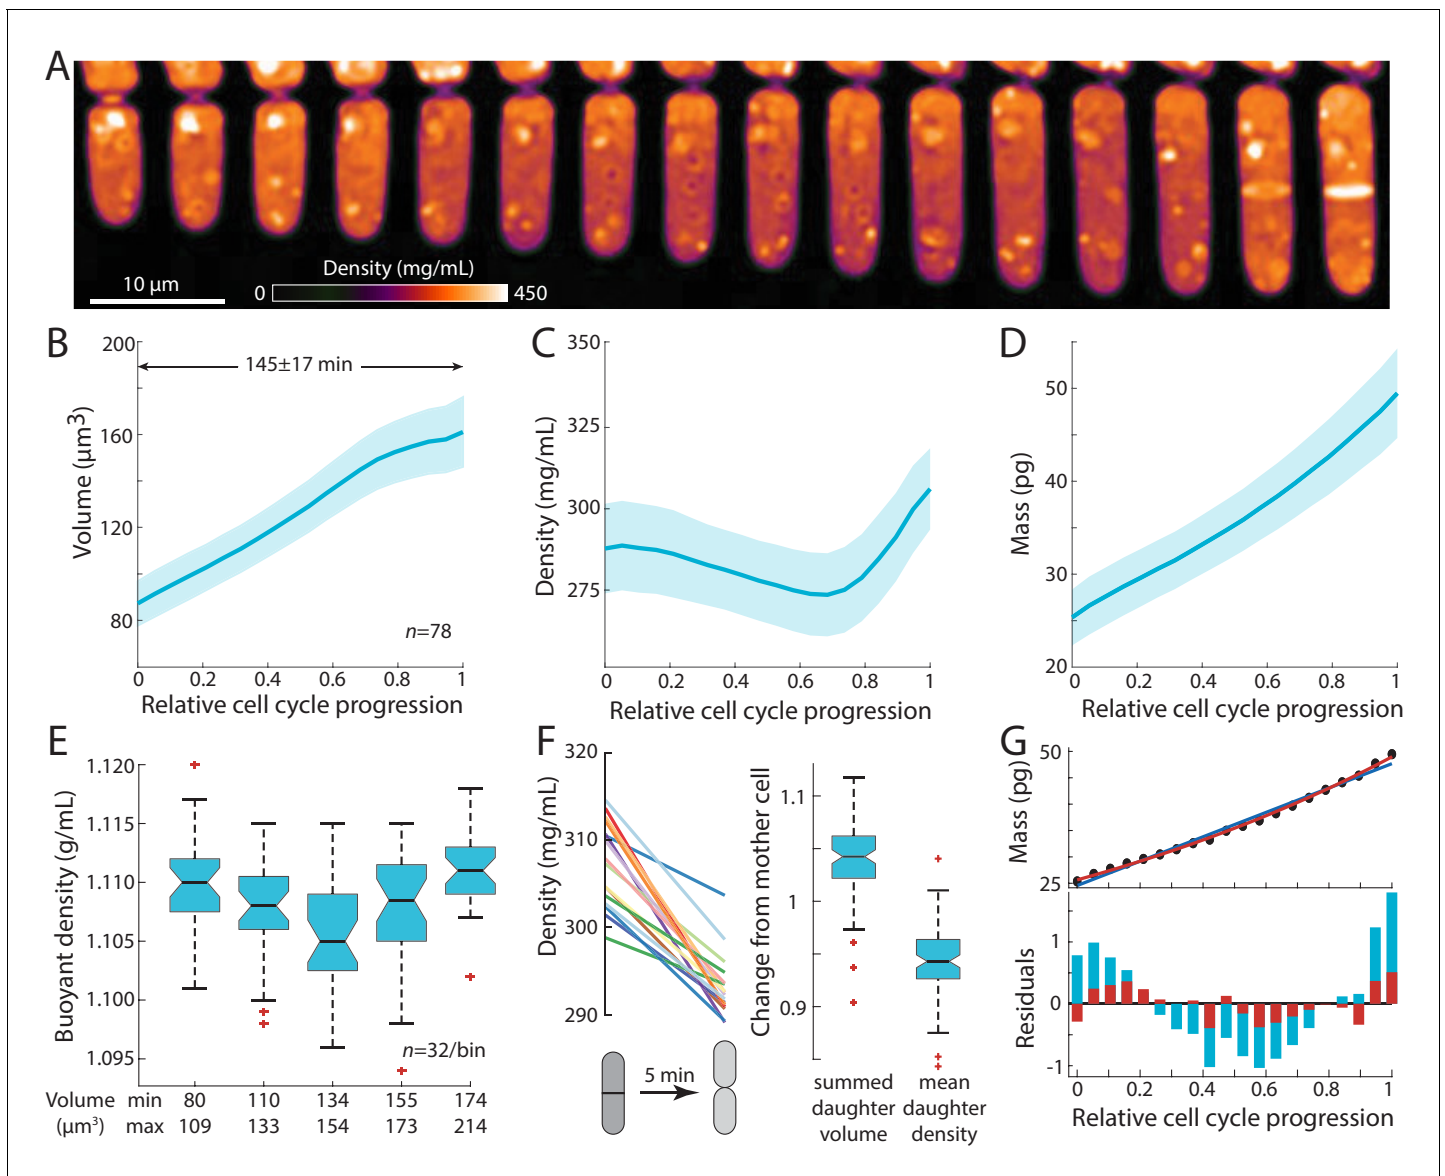 A
10 µm
Density (mg/mL)
0
450
B
200
160
120
80
Volume (µm3)
145±17 min
n=78
0 0.2 0.4 0.6 0.8 1
Relative cell cycle progression
C
350
325
300
275
Density (mg/mL)
0 0.2 0.4 0.6 0.8 1
Relative cell cycle progression
D
50
40
30
20
Mass (pg)
0 0.2 0.4 0.6 0.8 1
Relative cell cycle progression
E
1.120
1.115
1.110
1.105
1.100
1.095
Buoyant density (g/mL)
n=32/bin
Volume min 80 110 134 155 174
(µm³) max 109 133 154 173 214
F
320
310
300
290
Density (mg/mL)
5 min
Change from mother cell
1.1
1
0.9
summed
daughter
volume
mean
daughter
density
G
50
25
Mass (pg)
1
0
-1
Residuals
0 0.2 0.4 0.6 0.8 1
Relative cell cycle progression